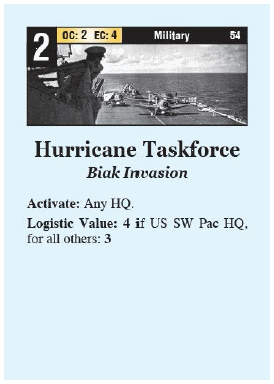 2 OC: 2 EC: 4 Military 54
Hurricane Taskforce
Biak Invasion
Activate: Any HQ.
Logistic Value: 4 if US SW Pac HQ,
for all others: 3